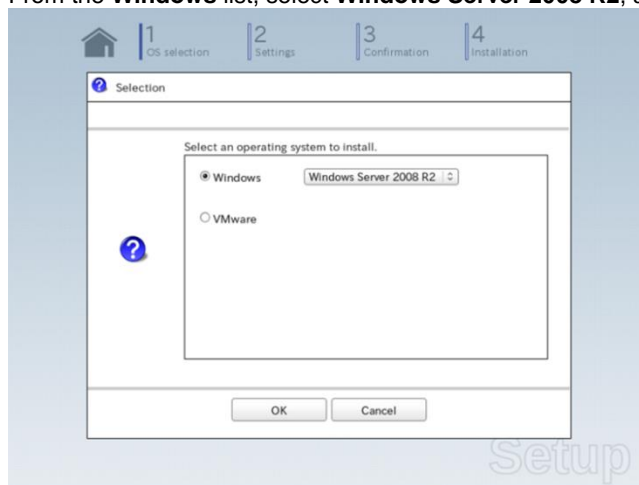 From the Windows list, select Windows Server 2008 R2,
1 2 3 4
OS selection Settings Confirmation Installation
Selection
Select an operating system to install.
Windows Windows Server 2008 R2
VMware
OK Cancel
Setup